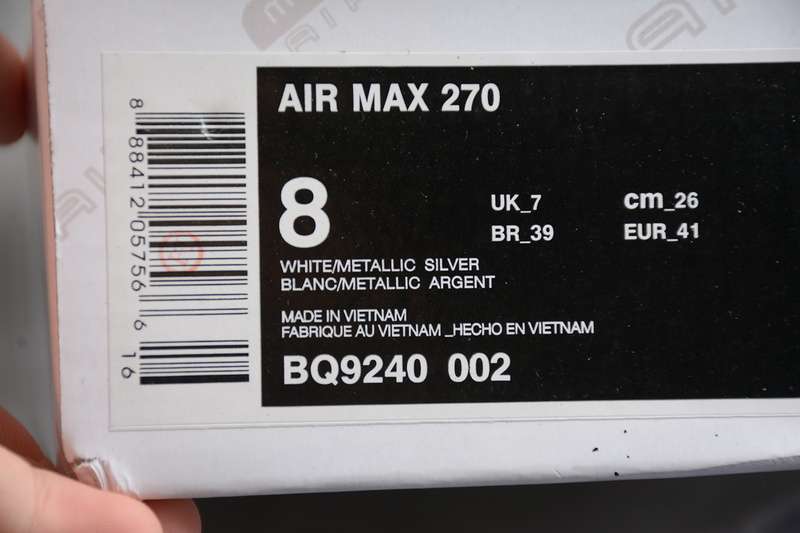 AIR MAX 270
8
UK_7
cm_26
BR_39
EUR_41
WHITE/METALLIC SILVER
BLANC/METALLIC ARGENT
MADE IN VIETNAM
FABRIQUE AU VIETNAM _HECHO EN VIETNAM
BQ9240 002
8 88412 05756 6 16